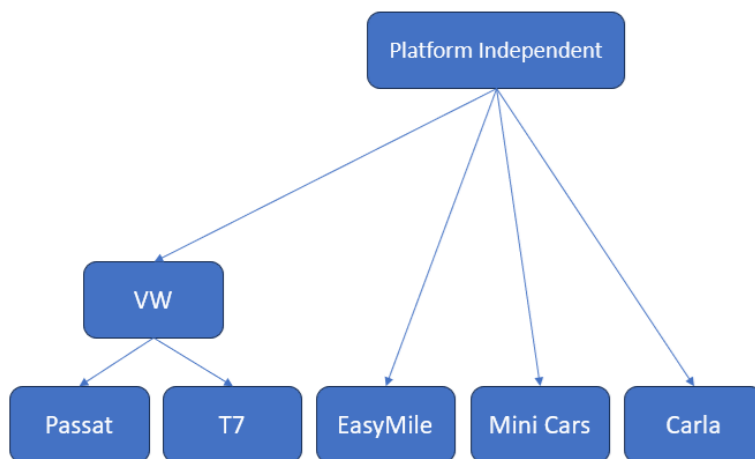 Platform Independent
VW
Passat
T7
EasyMile
Mini Cars
Carla